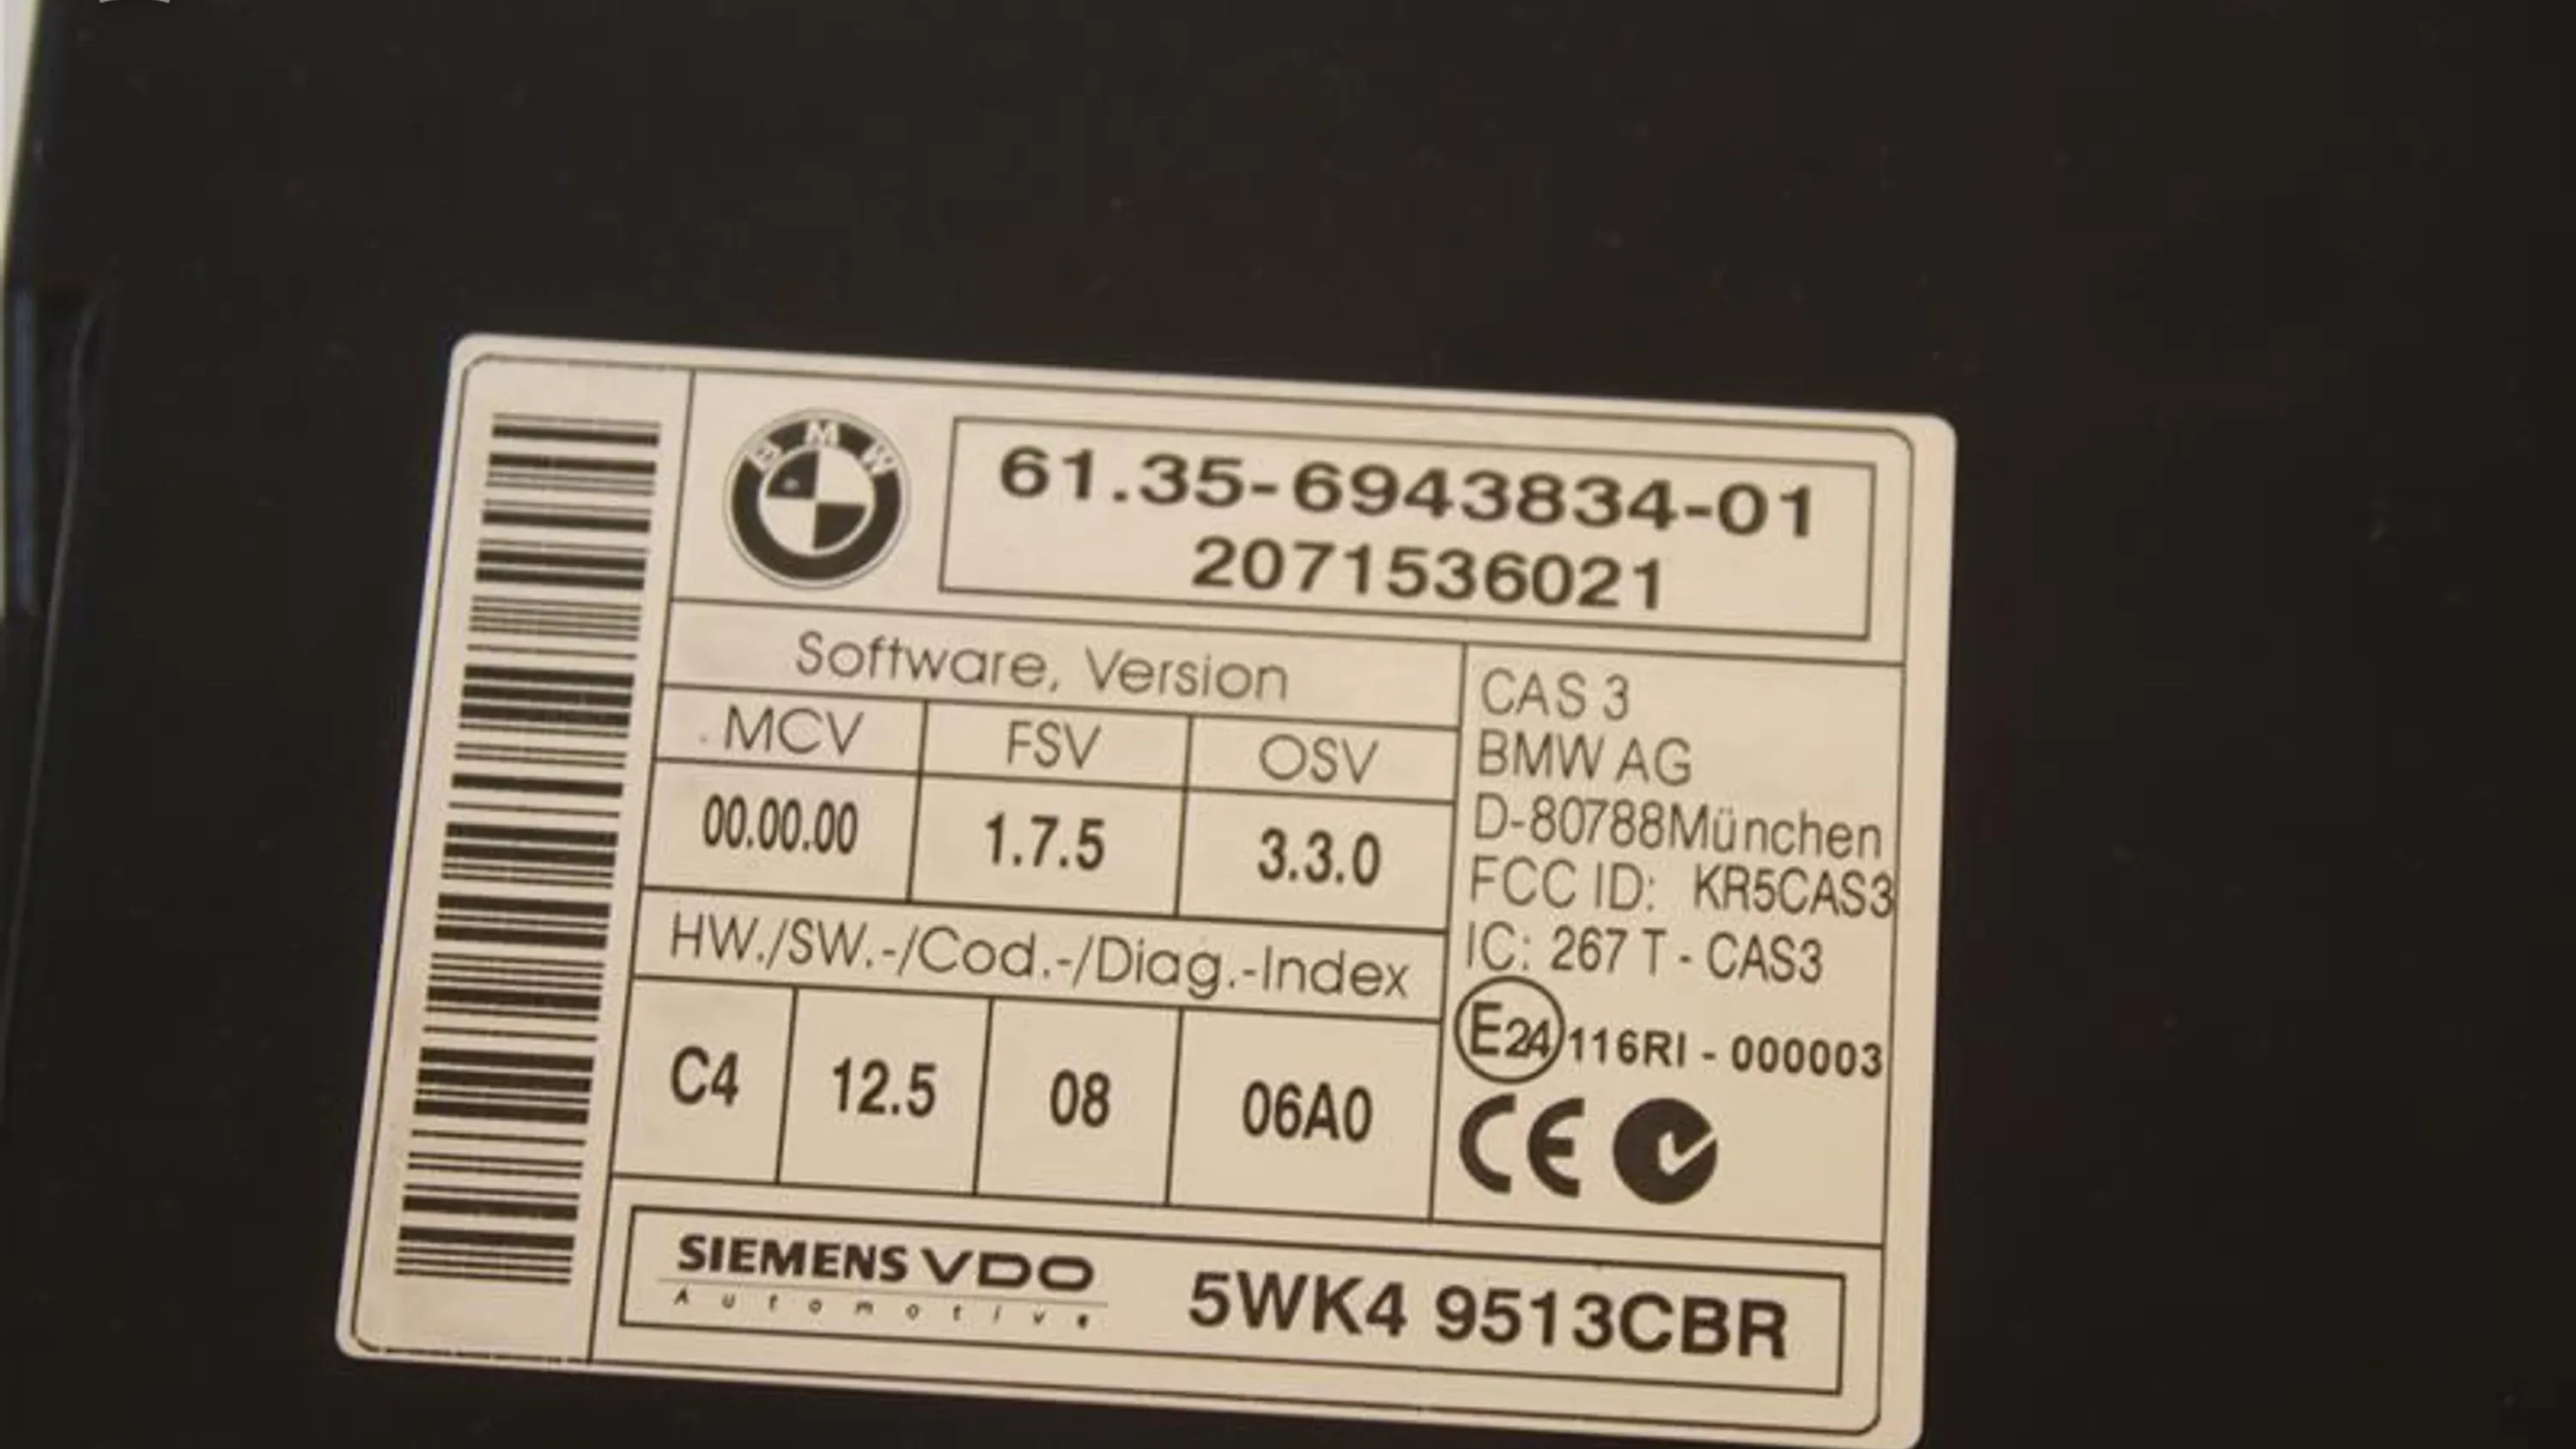 BMW
61.35-6943834-01
2071536021
Software, Version
MCV FSV OSV
00.00.00 1.7.5 3.3.0
HW./SW.-/Cod.-/Diag.-Index
C4 12.5 08 06A0
CAS 3
BMW AG
D-80788München
FCC ID: KR5CAS3
IC: 267 T - CAS3
E24 116RI - 000003
CE
SIEMENS VDO
Automotive
5WK4 9513CBR